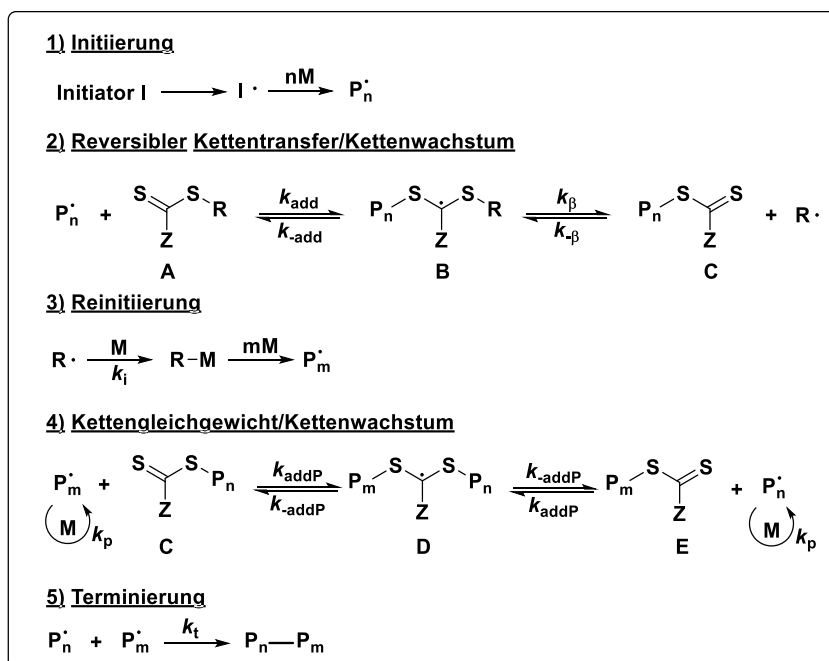 1) Initiierung
Initiator I I · nM P•n
2) Reversibler Kettentransfer/Kettenwachstum
P•n + S S R Z kadd k-add Pn S S R Z kβ k-β Pn S S Z + R·
A B C
3) Reinitiierung
R· M ki R-M mM P•m
4) Kettengleichgewicht/Kettenwachstum
P•m + S S Pn Z kaddP k-addP Pm S S Pn Z k-addP kaddP Pm S S Z + P•n
M kp C D E M kp
5) Terminierung
P•n + P•m kt Pn—Pm